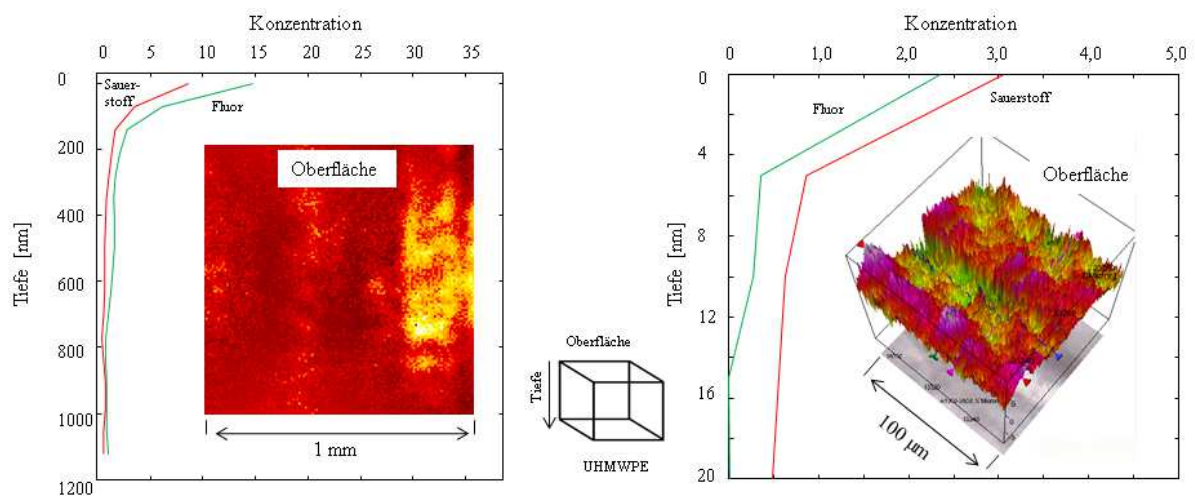 Konzentration
0 5 10 15 20 25 30 35
0
200
400
600
800
1000
1200
Tiefe [nm]
Sauer-
stoff
Fluor
Oberfläche
1 mm
Oberfläche
Tiefe
UHMWPE
Konzentration
0 1,0 2,0 3,0 4,0 5,0
0
4
8
12
16
20
Tiefe [nm]
Fluor
Sauerstoff
Oberfläche
100 µm